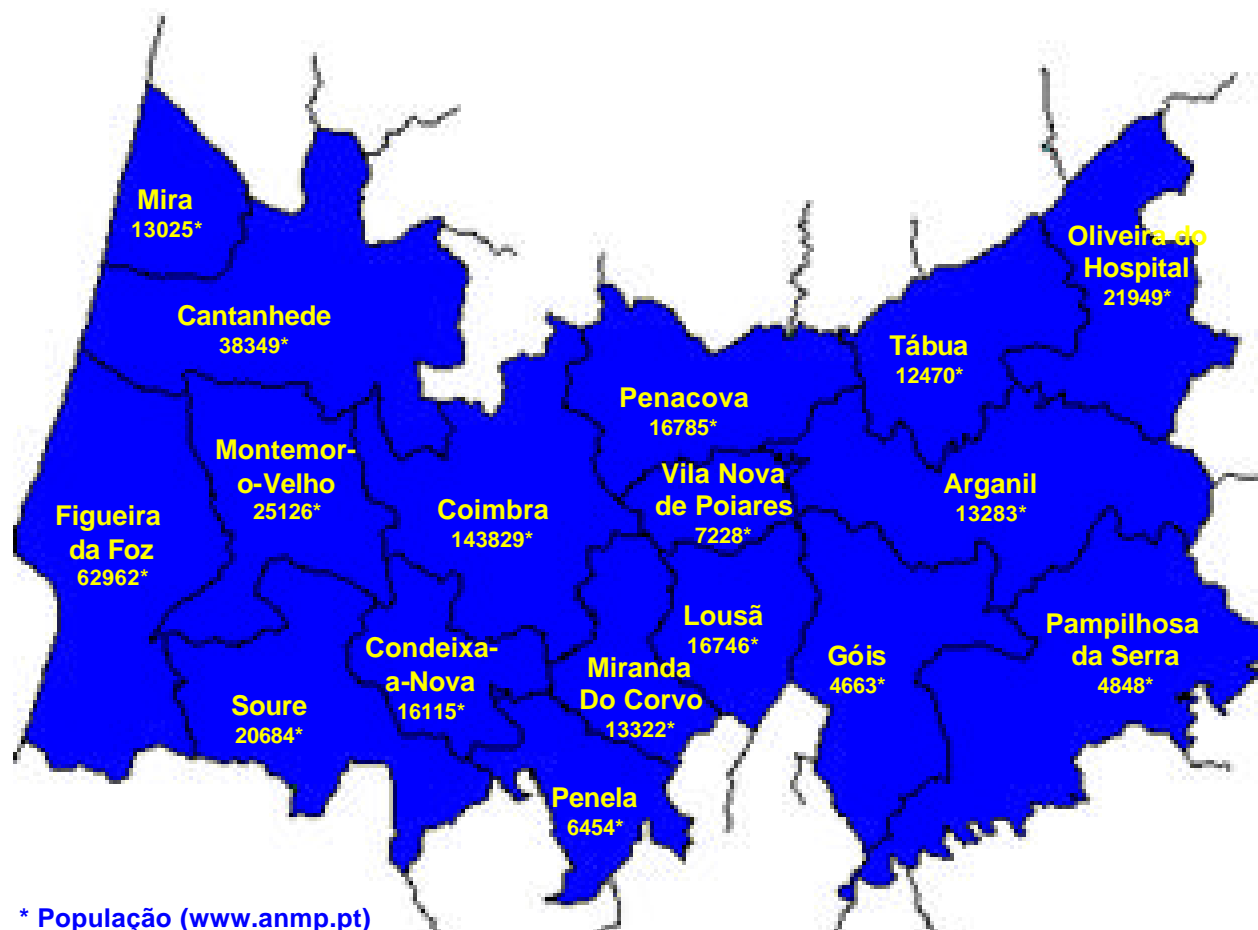 Mira
13025*
Oliveira do
Hospital
21949*
Cantanhede
38349*
Tábua
12470*
Penacova
16785*
Montemor-
o-Velho
25126*
Vila Nova
de Poiares
7228*
Arganil
13283*
Figueira
da Foz
62962*
Coimbra
143829*
Lousã
16746*
Pampilhosa
da Serra
4848*
Condeixa-
a-Nova
16115*
Miranda
Do Corvo
13322*
Góis
4663*
Soure
20684*
Penela
6454*
* População (www.anmp.pt)